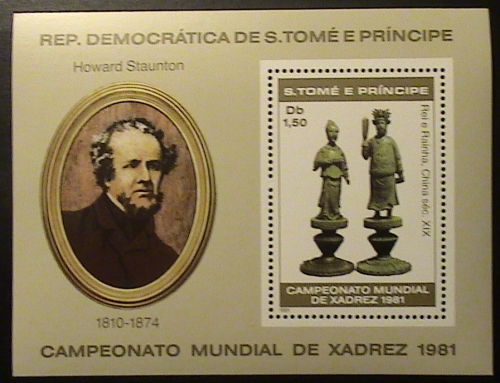 REP. DEMOCRÁTICA DE S.TOMÉ E PRÍNCIPE
Howard Staunton
1810-1874
S.TOMÉ E PRÍNCIPE
Db
1,50
Rei e Rainha, China séc. XIX
CAMPEONATO MUNDIAL
DE XADREZ 1981
CAMPEONATO MUNDIAL DE XADREZ 1981